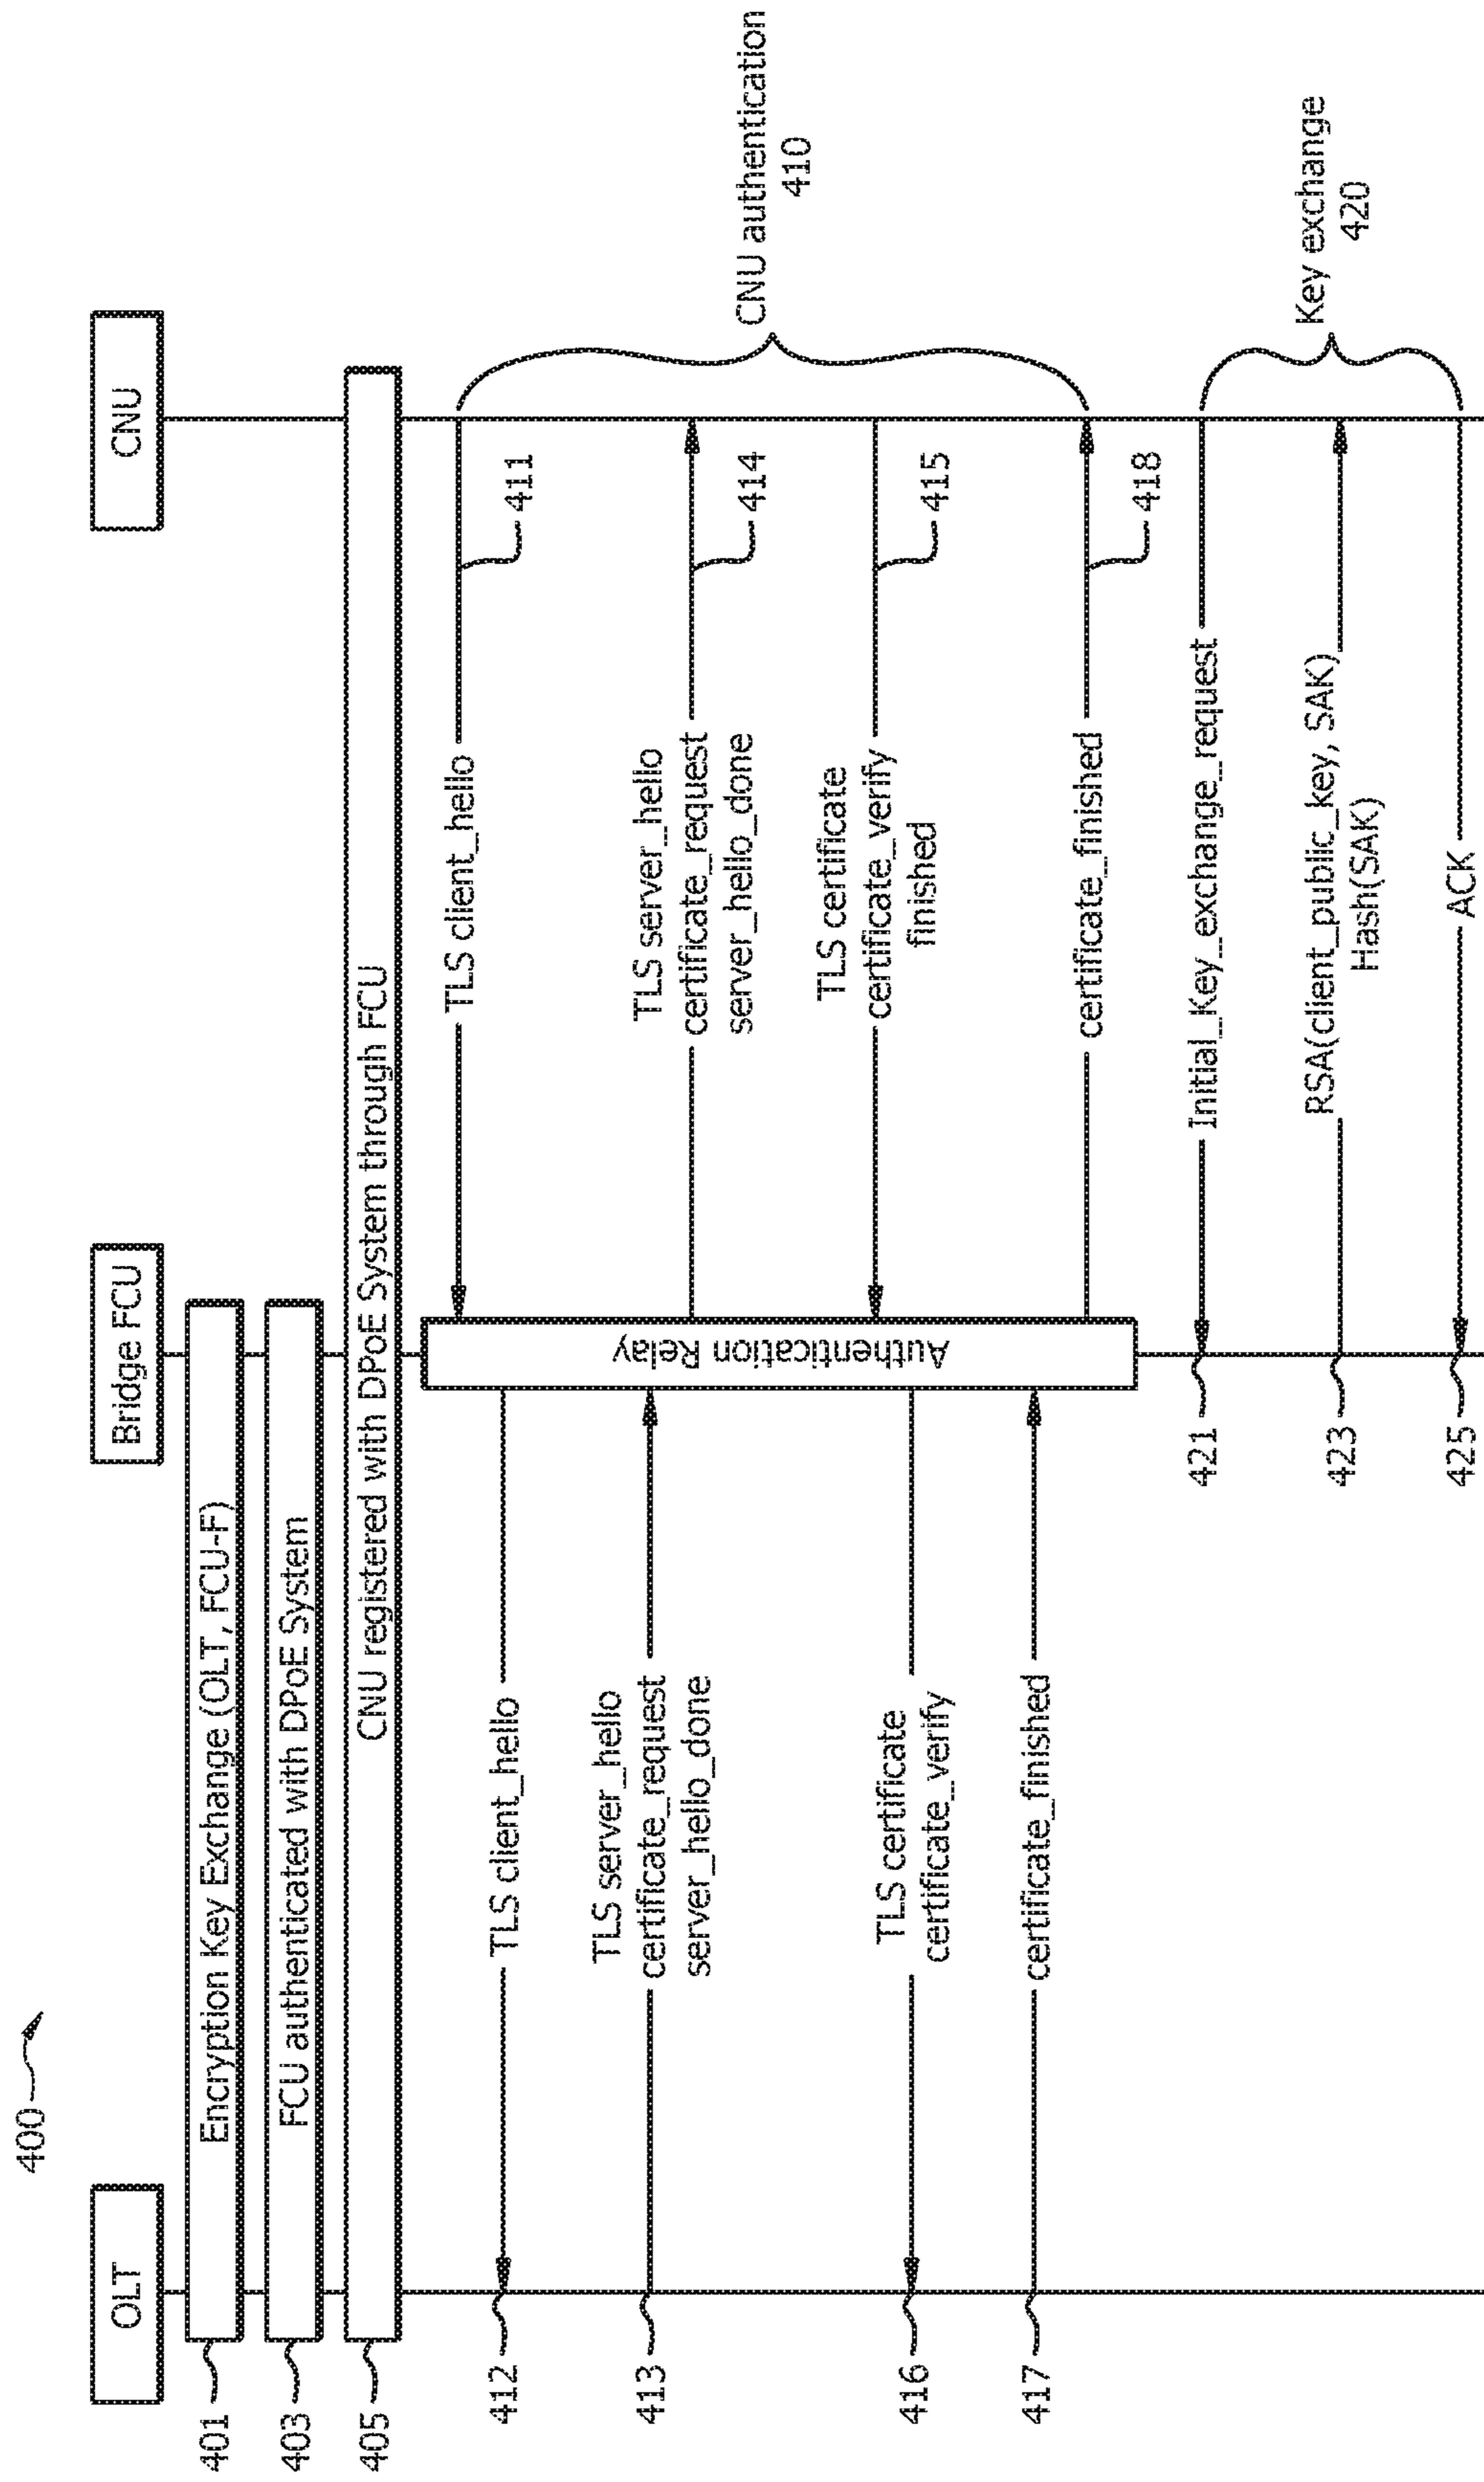 400
OLT
Bridge FCU
CNU
401
Encryption Key Exchange (OLT, FCU-F)
403
FCU authenticated with DPoE System
405
CNU registered with DPoE System through FCU
TLS client_hello
411
412
TLS client_hello
413
TLS server_hello
certificate_request
server_hello_done
TLS server_hello
certificate_request
server_hello_done
414
Authentication Relay
TLS certificate
certificate_verify
finished
415
416
TLS certificate
certificate_verify
417
certificate_finished
certificate_finished
418
CNU authentication
410
421
Initial_Key_exchange_request
423
RSA(client_public_key, SAK)
Hash(SAK)
425
ACK
Key exchange
420